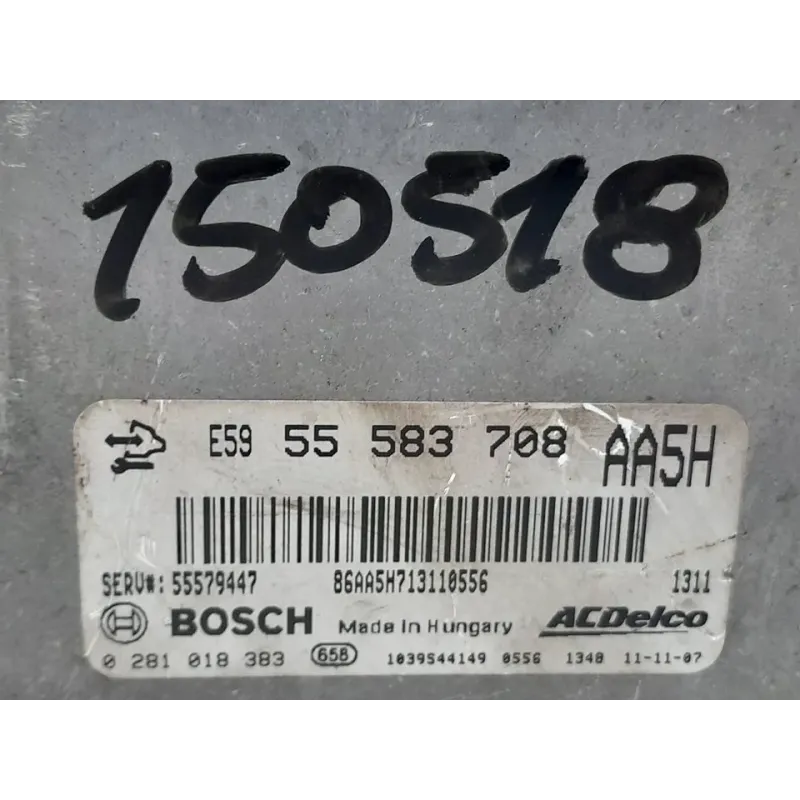 150518
E59 55 583 708 AA5H
SERV#: 55579447 86AA5H713110556 1311
BOSCH Made in Hungary ACDelco
0 281 018 383 658 1039S44149 0556 1348 11-11-07